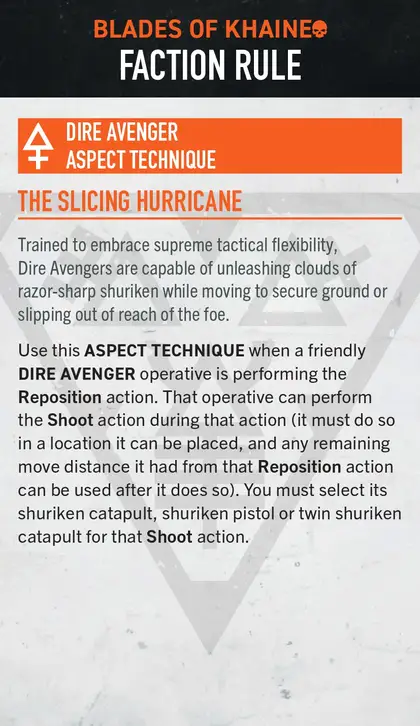 BLADES OF KHAINE
FACTION RULE
DIRE AVENGER
ASPECT TECHNIQUE
THE SLICING HURRICANE
Trained to embrace supreme tactical flexibility,
Dire Avengers are capable of unleashing clouds of
razor-sharp shuriken while moving to secure ground or
slipping out of reach of the foe.
Use this ASPECT TECHNIQUE when a friendly
DIRE AVENGER operative is performing the
Reposition action. That operative can perform
the Shoot action during that action (it must do so
in a location it can be placed, and any remaining
move distance it had from that Reposition action
can be used after it does so). You must select its
shuriken catapult, shuriken pistol or twin shuriken
catapult for that Shoot action.